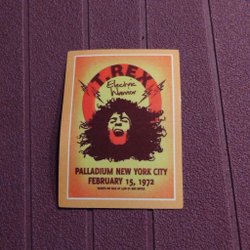 T.REX
Electric
Warrior
PALLADIUM NEW YORK CITY
FEBRUARY 15, 1972